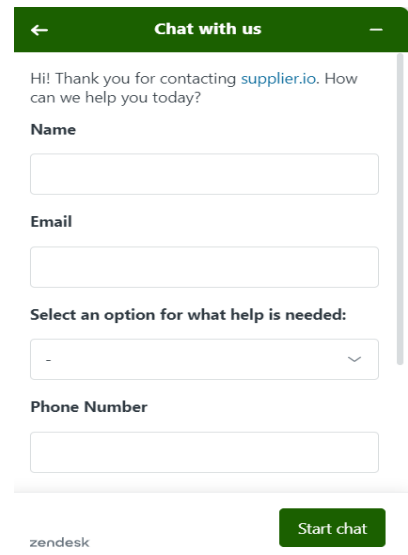 Chat with us
Hi! Thank you for contacting supplier.io. How
can we help you today?
Name
Email
Select an option for what help is needed:
-
Phone Number
Start chat
zendesk